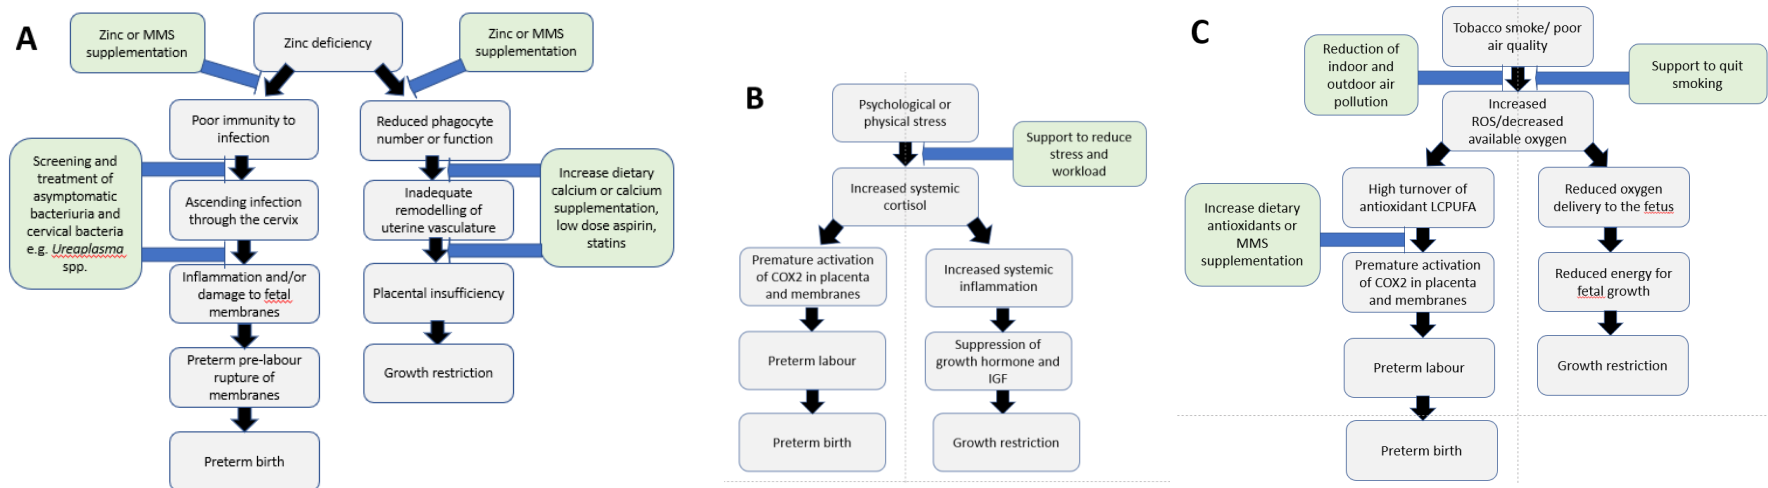 A
Zinc or MMS
supplementation
Zinc deficiency
Zinc or MMS
supplementation
Poor immunity to
infection
Reduced phagocyte
number or function
Screening and
treatment of
asymptomatic
bacteriuria and
cervical bacteria
e.g. Ureaplasma
spp.
Ascending infection
through the cervix
Inadequate
remodelling of
uterine vasculature
Increase dietary
calcium or calcium
supplementation,
low dose aspirin,
statins
Inflammation and/or
damage to fetal
membranes
Placental insufficiency
Preterm pre-labour
rupture of
membranes
Growth restriction
Preterm birth
B
Psychological or
physical stress
Support to reduce
stress and
workload
Increased systemic
cortisol
Premature activation
of COX2 in placenta
and membranes
Increased systemic
inflammation
Preterm labour
Suppression of
growth hormone and
IGF
Preterm birth
Growth restriction
C
Tobacco smoke/ poor
air quality
Reduction of
indoor and
outdoor air
pollution
Support to quit
smoking
Increased
ROS/decreased
available oxygen
High turnover of
antioxidant LCPUFA
Reduced oxygen
delivery to the fetus
Increase dietary
antioxidants or
MMS
supplementation
Premature activation
of COX2 in placenta
and membranes
Reduced energy for
fetal growth
Preterm labour
Growth restriction
Preterm birth